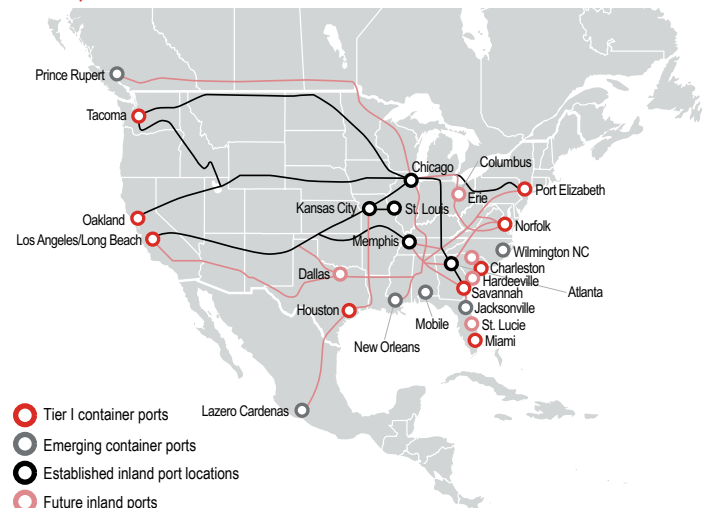 Prince Rupert
Tacoma
Chicago
Columbus
Port Elizabeth
Erie
Kansas City
St. Louis
Oakland
Norfolk
Los Angeles/Long Beach
Memphis
Wilmington NC
Charleston
Dallas
Hardeeville
Atlanta
Savannah
Houston
Jacksonville
Mobile
St. Lucie
New Orleans
Miami
Lazero Cardenas
Tier I container ports
Emerging container ports
Established inland port locations
Future inland ports